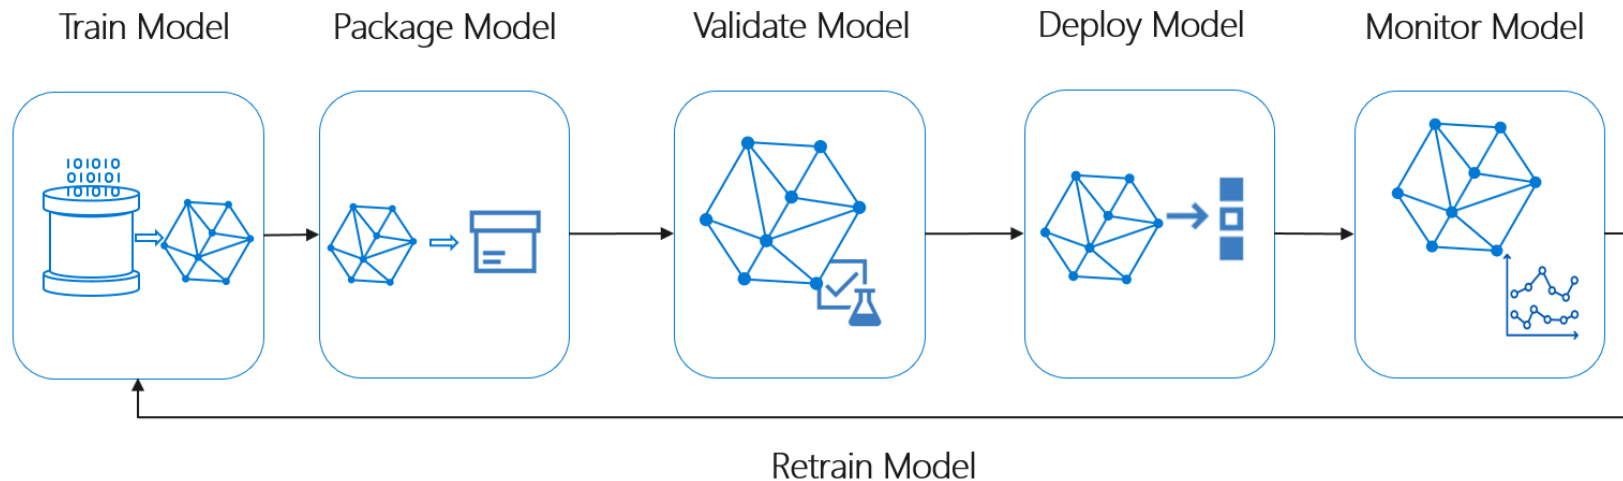 Train Model
Package Model
Validate Model
Deploy Model
Monitor Model
101010
010101
101010
Retrain Model